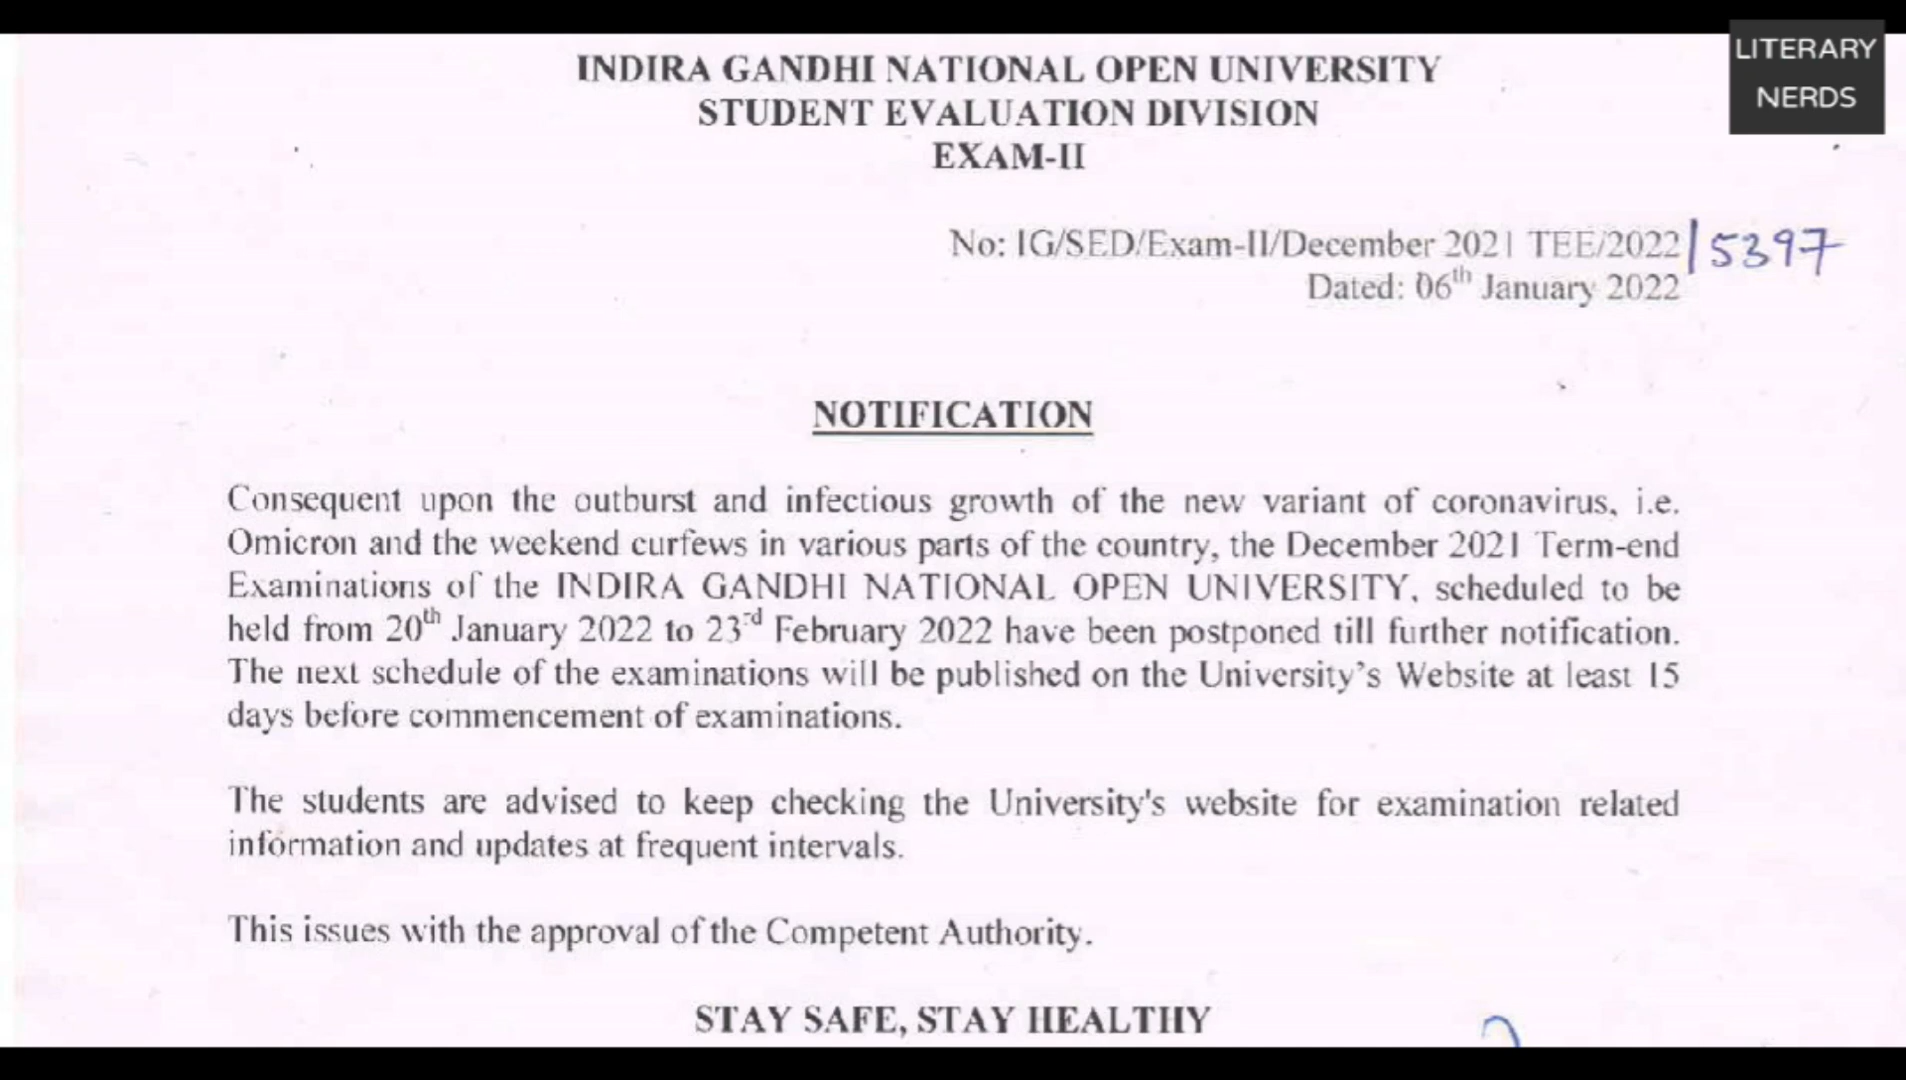 INDIRA GANDHI NATIONAL OPEN UNIVERSITY
STUDENT EVALUATION DIVISION
EXAM-II
LITERARY
NERDS
No: IG/SED/Exam-II/December 2021 TEE/2022/5397
Dated: 06th January 2022
NOTIFICATION
Consequent upon the outburst and infectious growth of the new variant of coronavirus, i.e.
Omicron and the weekend curfews in various parts of the country, the December 2021 Term-end
Examinations of the INDIRA GANDHI NATIONAL OPEN UNIVERSITY, scheduled to be
held from 20th January 2022 to 23rd February 2022 have been postponed till further notification.
The next schedule of the examinations will be published on the University's Website at least 15
days before commencement of examinations.
The students are advised to keep checking the University's website for examination related
information and updates at frequent intervals.
This issues with the approval of the Competent Authority.
STAY SAFE, STAY HEALTHY